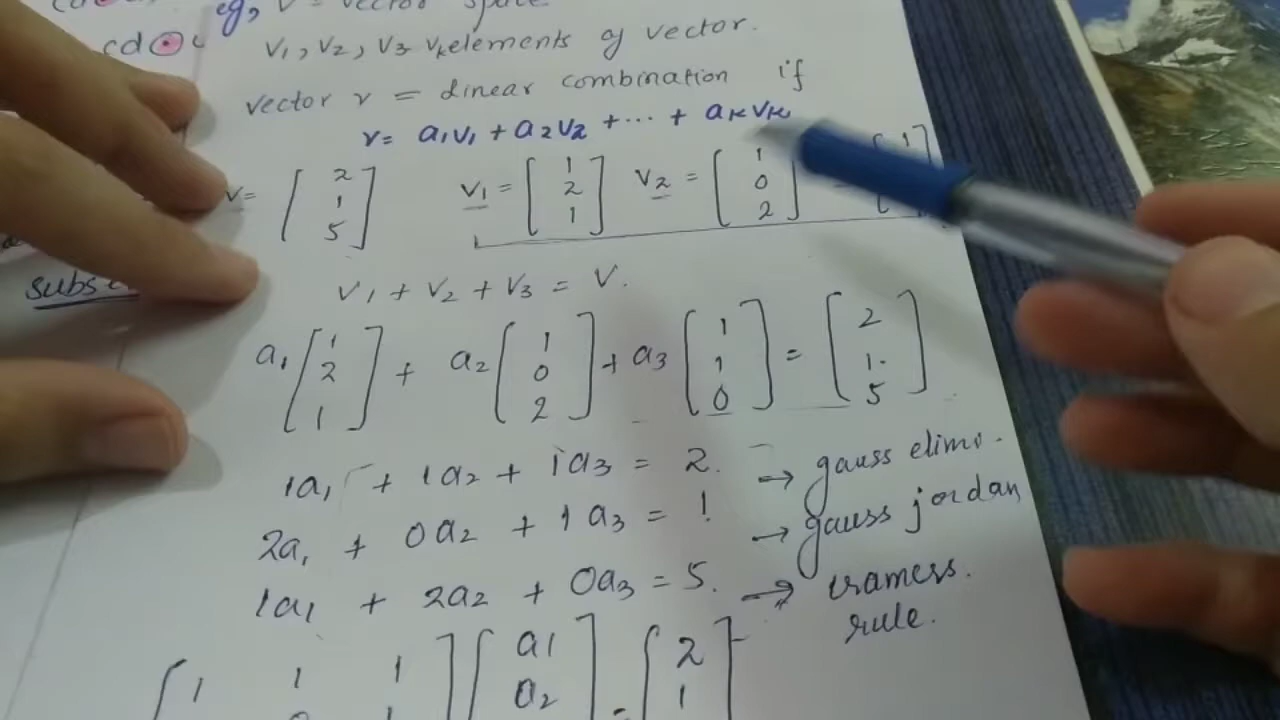 eg, V = vector space
cd
V1, V2, V3 Vk elements of vector.
vector v = linear combination if
v = a1v1 + a2v2 + ... + akvk
V = [2 1 5] V1 = [1 2 1] V2 = [1 0 2]
subs
V1 + V2 + V3 = V.
a1 [1 2 1] + a2 [1 0 2] + a3 [1 1 0] = [2 1 5]
1a1 + 1a2 + 1a3 = 2. → gauss elimi.
2a1 + 0a2 + 1a3 = 1 → gauss jordan
1a1 + 2a2 + 0a3 = 5. → cramers rule.
[1 1 1] [a1 a2 = [2 1